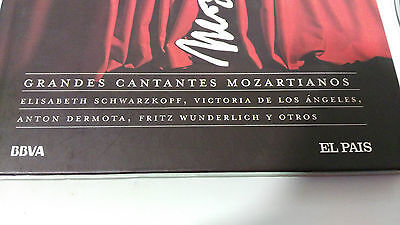 GRANDES CANTANTES MOZARTIANOS
ELISABETH SCHWARZKOPF, VICTORIA DE LOS ÁNGELES,
ANTON DERMOTA, FRITZ WUNDERLICH Y OTROS
BBVA EL PAIS